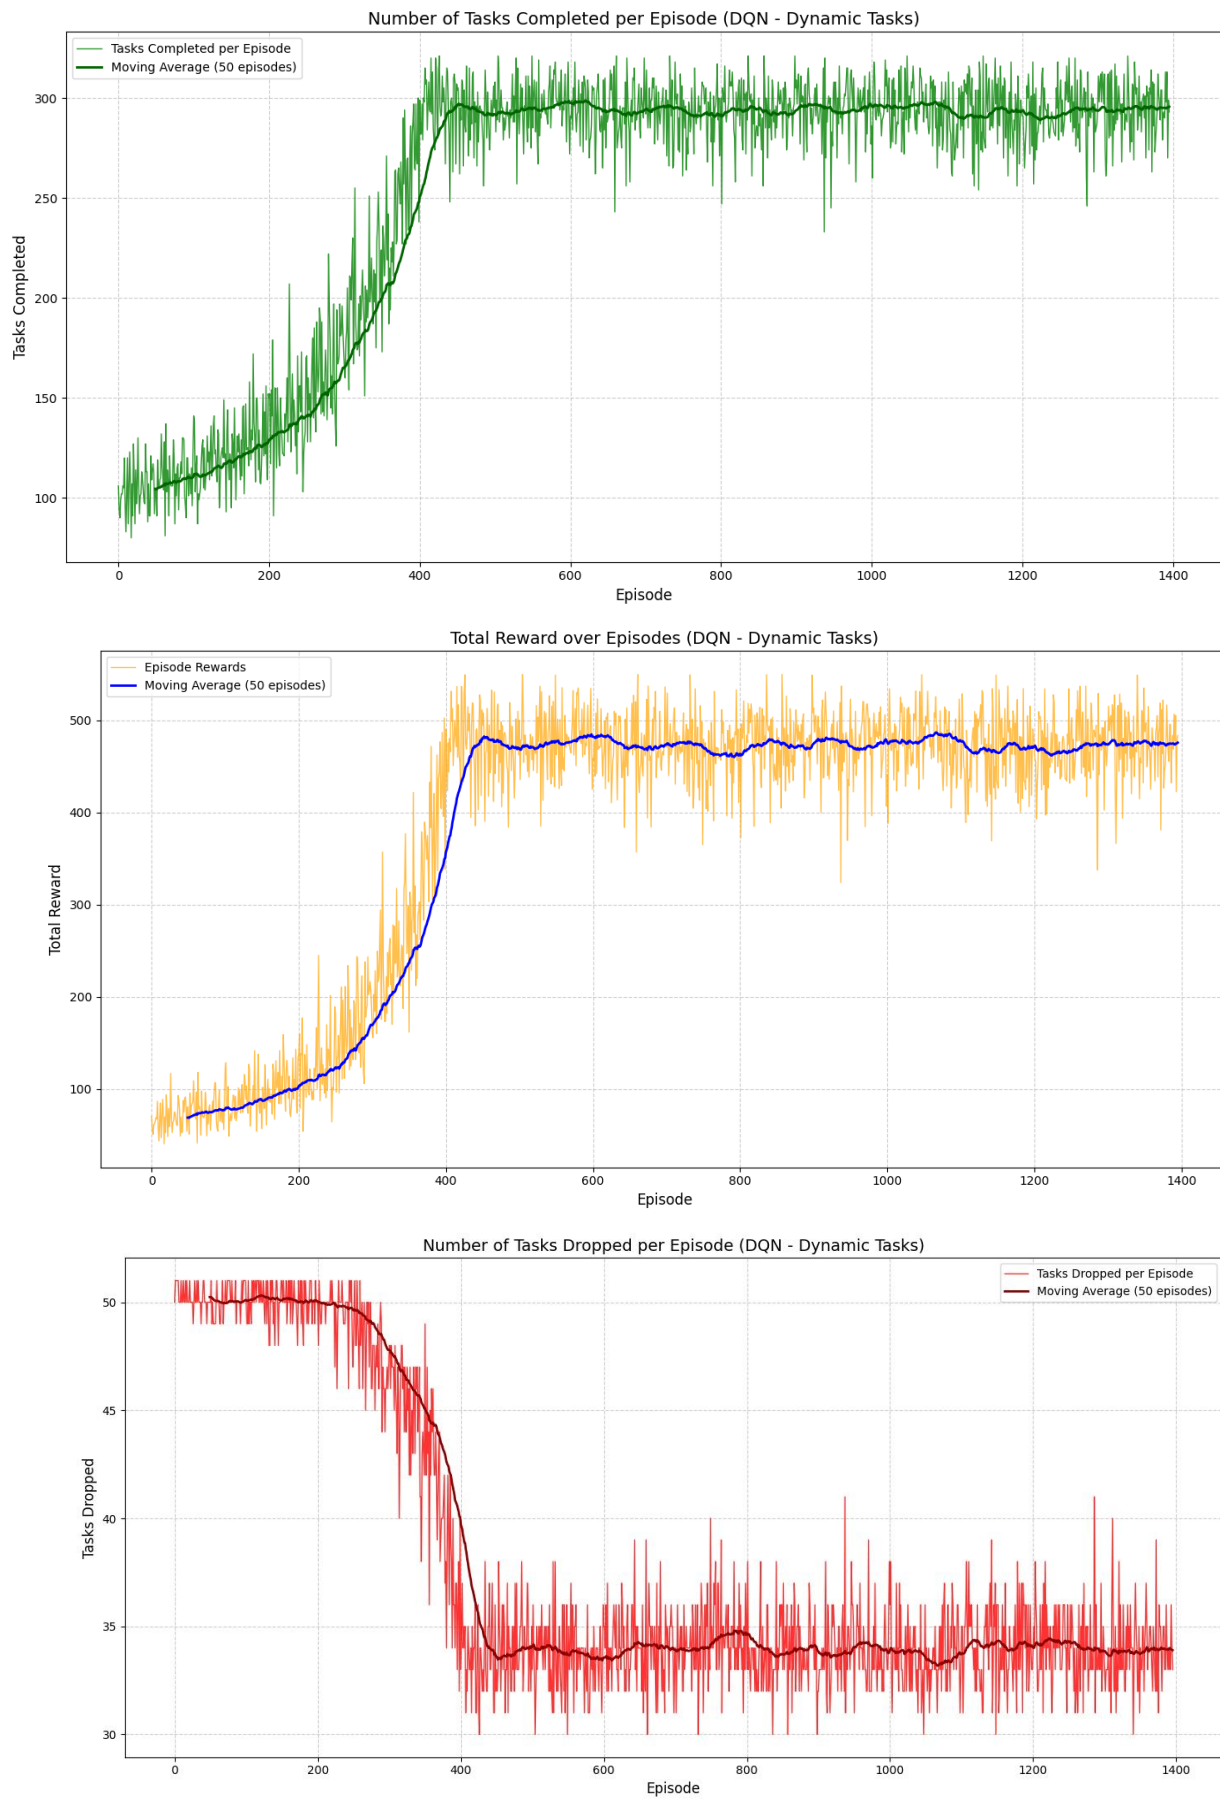 Number of Tasks Completed per Episode (DQN - Dynamic Tasks)
Tasks Completed per Episode
Moving Average (50 episodes)
300
250
200
150
100
Tasks Completed
0 200 400 600 800 1000 1200 1400
Episode
Total Reward over Episodes (DQN - Dynamic Tasks)
Episode Rewards
Moving Average (50 episodes)
500
400
300
200
100
Total Reward
0 200 400 600 800 1000 1200 1400
Episode
Number of Tasks Dropped per Episode (DQN - Dynamic Tasks)
Tasks Dropped per Episode
Moving Average (50 episodes)
50
45
40
35
30
Tasks Dropped
0 200 400 600 800 1000 1200 1400
Episode